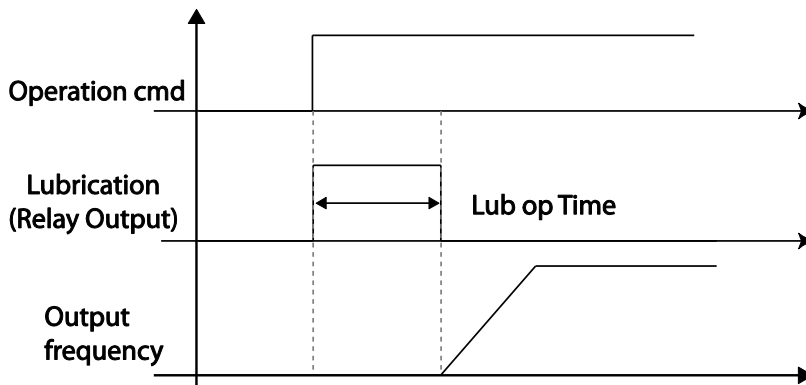 Operation cmd
Lubrication
(Relay Output)
Lub op Time
Output
frequency